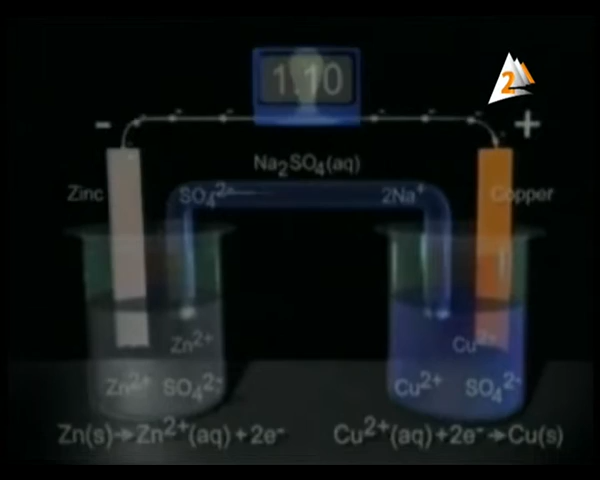 1.10
2
- +
Na₂SO₄(aq)
Zinc SO₄²⁻ 2Na⁺ Copper
Zn²⁺ Cu²⁺
Zn²⁺ SO₄²⁻ Cu²⁺ SO₄²⁻
Zn(s)→Zn²⁺(aq)+2e⁻ Cu²⁺(aq)+2e⁻→Cu(s)